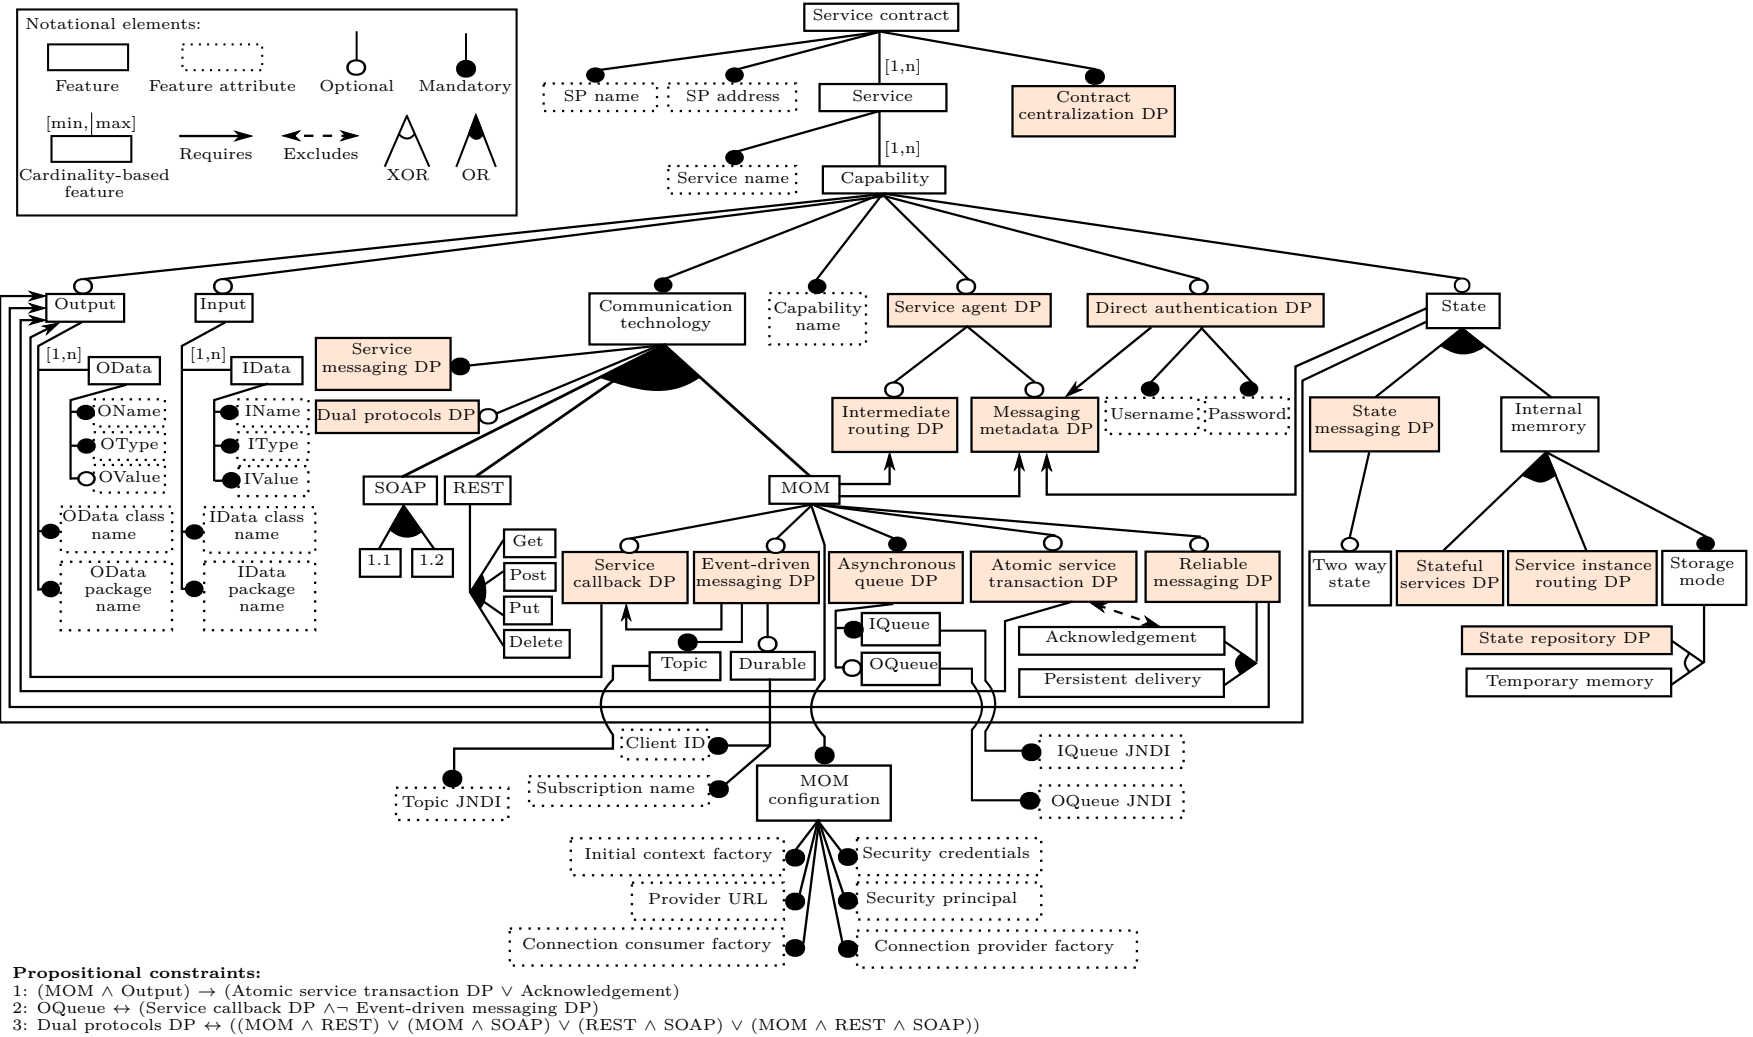 Notational elements:
Feature
Feature attribute
Optional
Mandatory
[min, max]
Requires
Excludes
XOR
OR
Cardinality-based
feature
Service contract
[1,n]
SP name
SP address
Service
Contract
centralization DP
[1,n]
Service name
Capability
Output
Input
Communication
technology
Capability
name
Service agent DP
Direct authentication DP
State
[1,n]
OData
[1,n]
IData
Service
messaging DP
Dual protocols DP
OName
OType
OValue
IName
IType
IValue
Intermediate
routing DP
Messaging
metadata DP
Username
Password
State
messaging DP
Internal
memrory
SOAP
REST
MOM
OData class
name
IData class
name
OData
package
name
IData
package
name
1.1
1.2
Get
Post
Put
Delete
Service
callback DP
Event-driven
messaging DP
Asynchronous
queue DP
Atomic service
transaction DP
Reliable
messaging DP
Two way
state
Stateful
services DP
Service instance
routing DP
Storage
mode
IQueue
OQueue
Acknowledgement
Persistent delivery
State repository DP
Temporary memory
Topic
Durable
Client ID
Subscription name
Topic JNDI
MOM
configuration
IQueue JNDI
OQueue JNDI
Initial context factory
Security credentials
Provider URL
Security principal
Connection consumer factory
Connection provider factory
Propositional constraints:
1: (MOM ∧ Output) → (Atomic service transaction DP ∨ Acknowledgement)
2: OQueue ↔ (Service callback DP ∧¬ Event-driven messaging DP)
3: Dual protocols DP ↔ ((MOM ∧ REST) ∨ (MOM ∧ SOAP) ∨ (REST ∧ SOAP) ∨ (MOM ∧ REST ∧ SOAP))